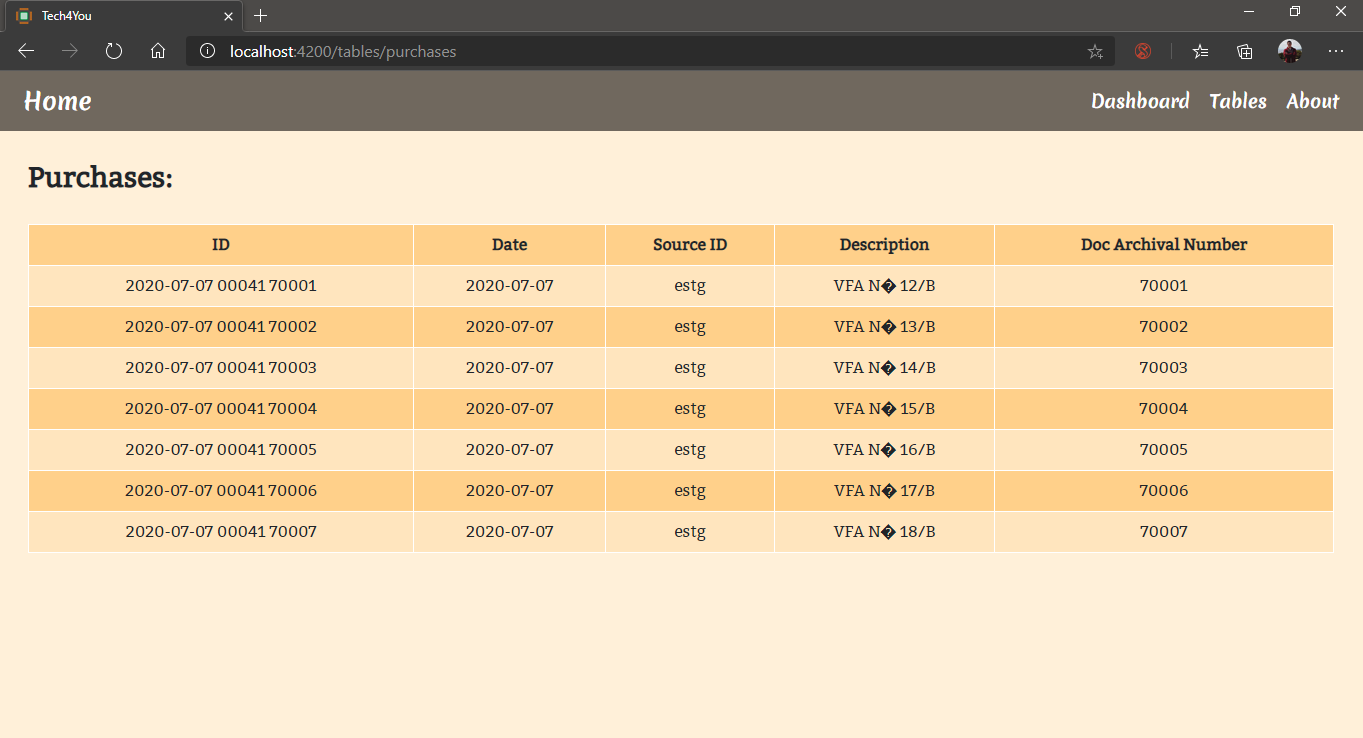 Tech4You
localhost:4200/tables/purchases
Home Dashboard Tables About
Purchases:
ID Date Source ID Description Doc Archival Number
2020-07-07 00041 70001 2020-07-07 estg VFA N� 12/B 70001
2020-07-07 00041 70002 2020-07-07 estg VFA N� 13/B 70002
2020-07-07 00041 70003 2020-07-07 estg VFA N� 14/B 70003
2020-07-07 00041 70004 2020-07-07 estg VFA N� 15/B 70004
2020-07-07 00041 70005 2020-07-07 estg VFA N� 16/B 70005
2020-07-07 00041 70006 2020-07-07 estg VFA N� 17/B 70006
2020-07-07 00041 70007 2020-07-07 estg VFA N� 18/B 70007